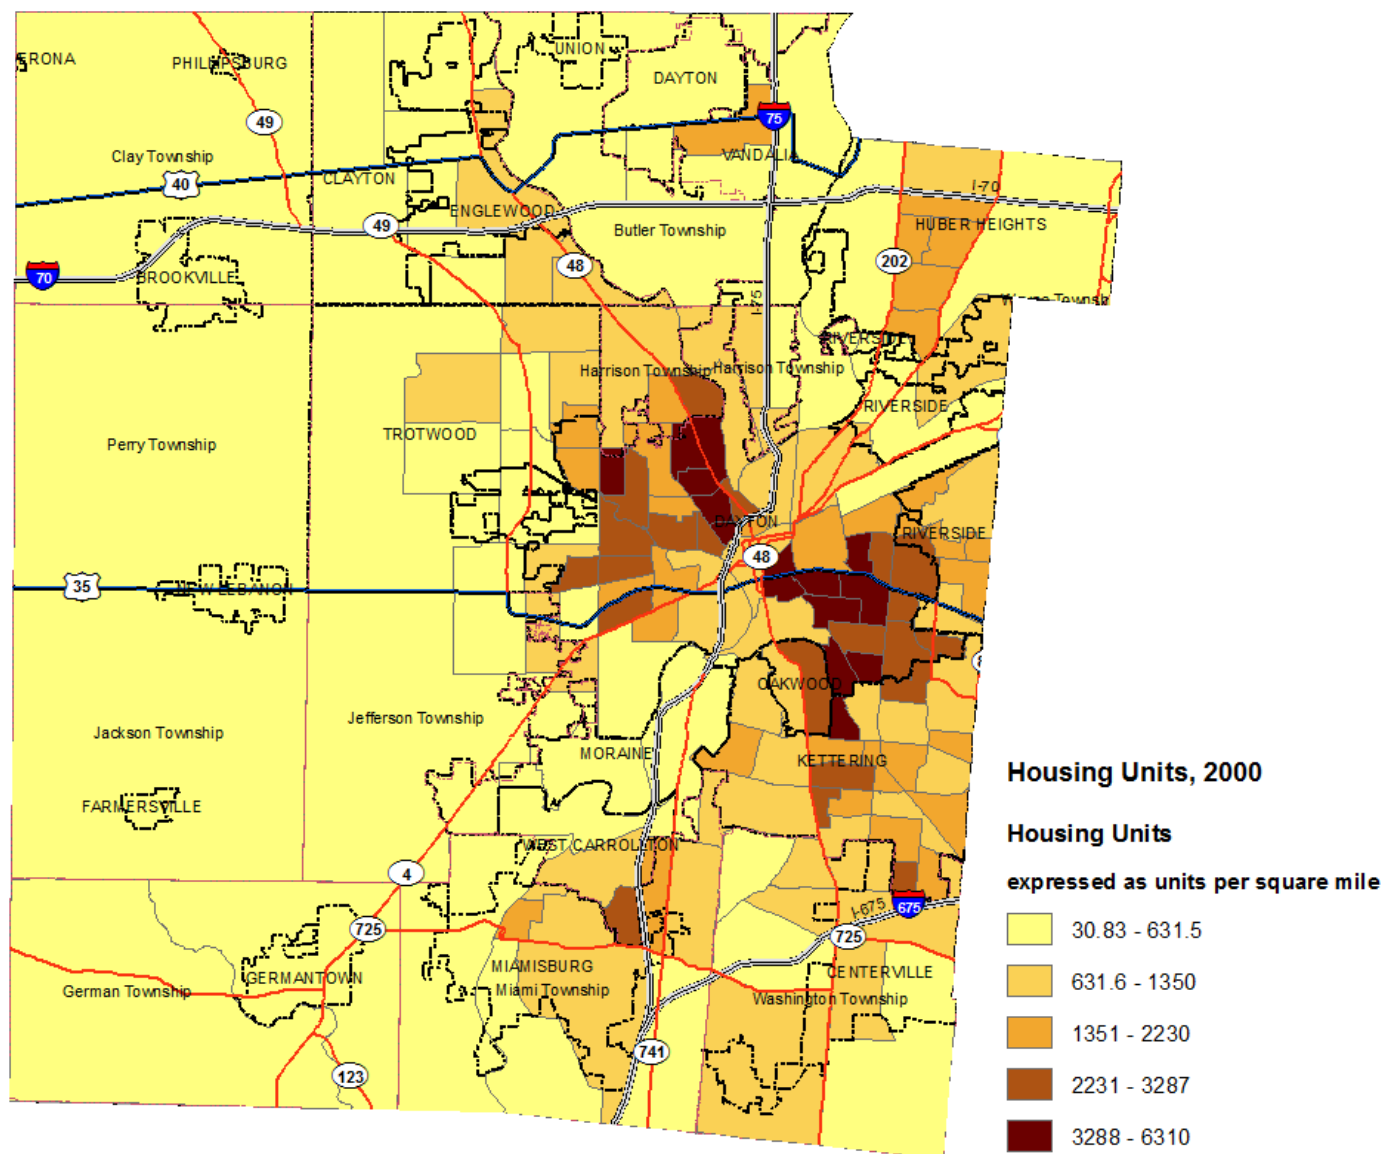 ERONA
PHILLIPSBURG
UNION
DAYTON
49
75
VANDALIA
Clay Township
40
CLAYTON
I-70
ENGLEWOOD
49
Butler Township
HUBER HEIGHTS
48
202
70
BROOKVILLE
I-75
RIVERSIDE
Harrison Township
Harrison Township
RIVERSIDE
TROTWOOD
Perry Township
DAYTON
RIVERSIDE
48
35
NEW LEBANON
OAKWOOD
Jefferson Township
Jackson Township
MORAINE
KETTERING
FARMERSVILLE
WEST CARROLLTON
4
I-675
675
725
725
MIAMISBURG
CENTERVILLE
GERMANTOWN
German Township
Miami Township
Washington Township
741
123
Housing Units, 2000
Housing Units
expressed as units per square mile
30.83 - 631.5
631.6 - 1350
1351 - 2230
2231 - 3287
3288 - 6310